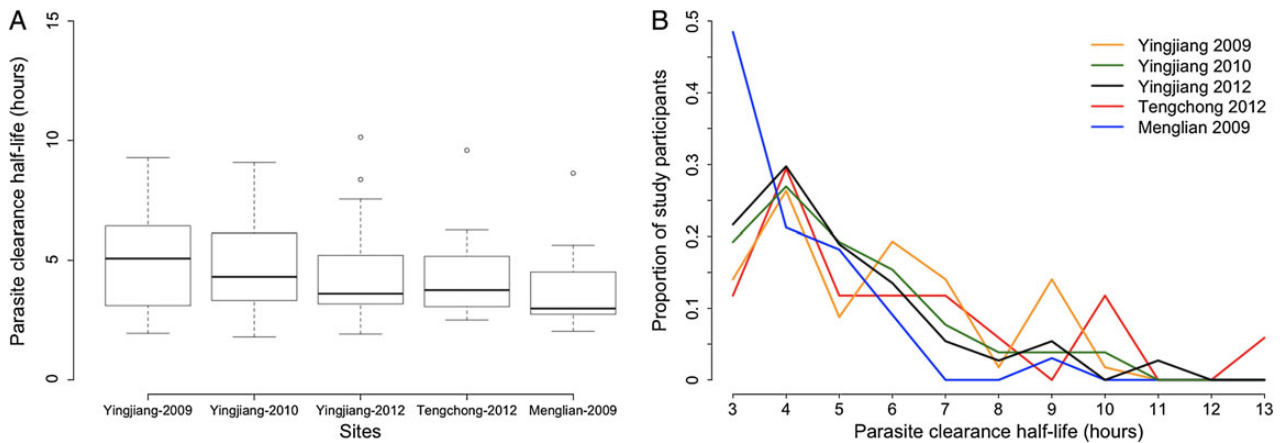 A
Parasite clearance half-life (hours)
15
10
5
0
Yingjiang-2009
Yingjiang-2010
Yingjiang-2012
Tengchong-2012
Menglian-2009
Sites
B
Proportion of study participants
0.5
0.4
0.3
0.2
0.1
0
Yingjiang 2009
Yingjiang 2010
Yingjiang 2012
Tengchong 2012
Menglian 2009
3 4 5 6 7 8 9 10 11 12 13
Parasite clearance half-life (hours)